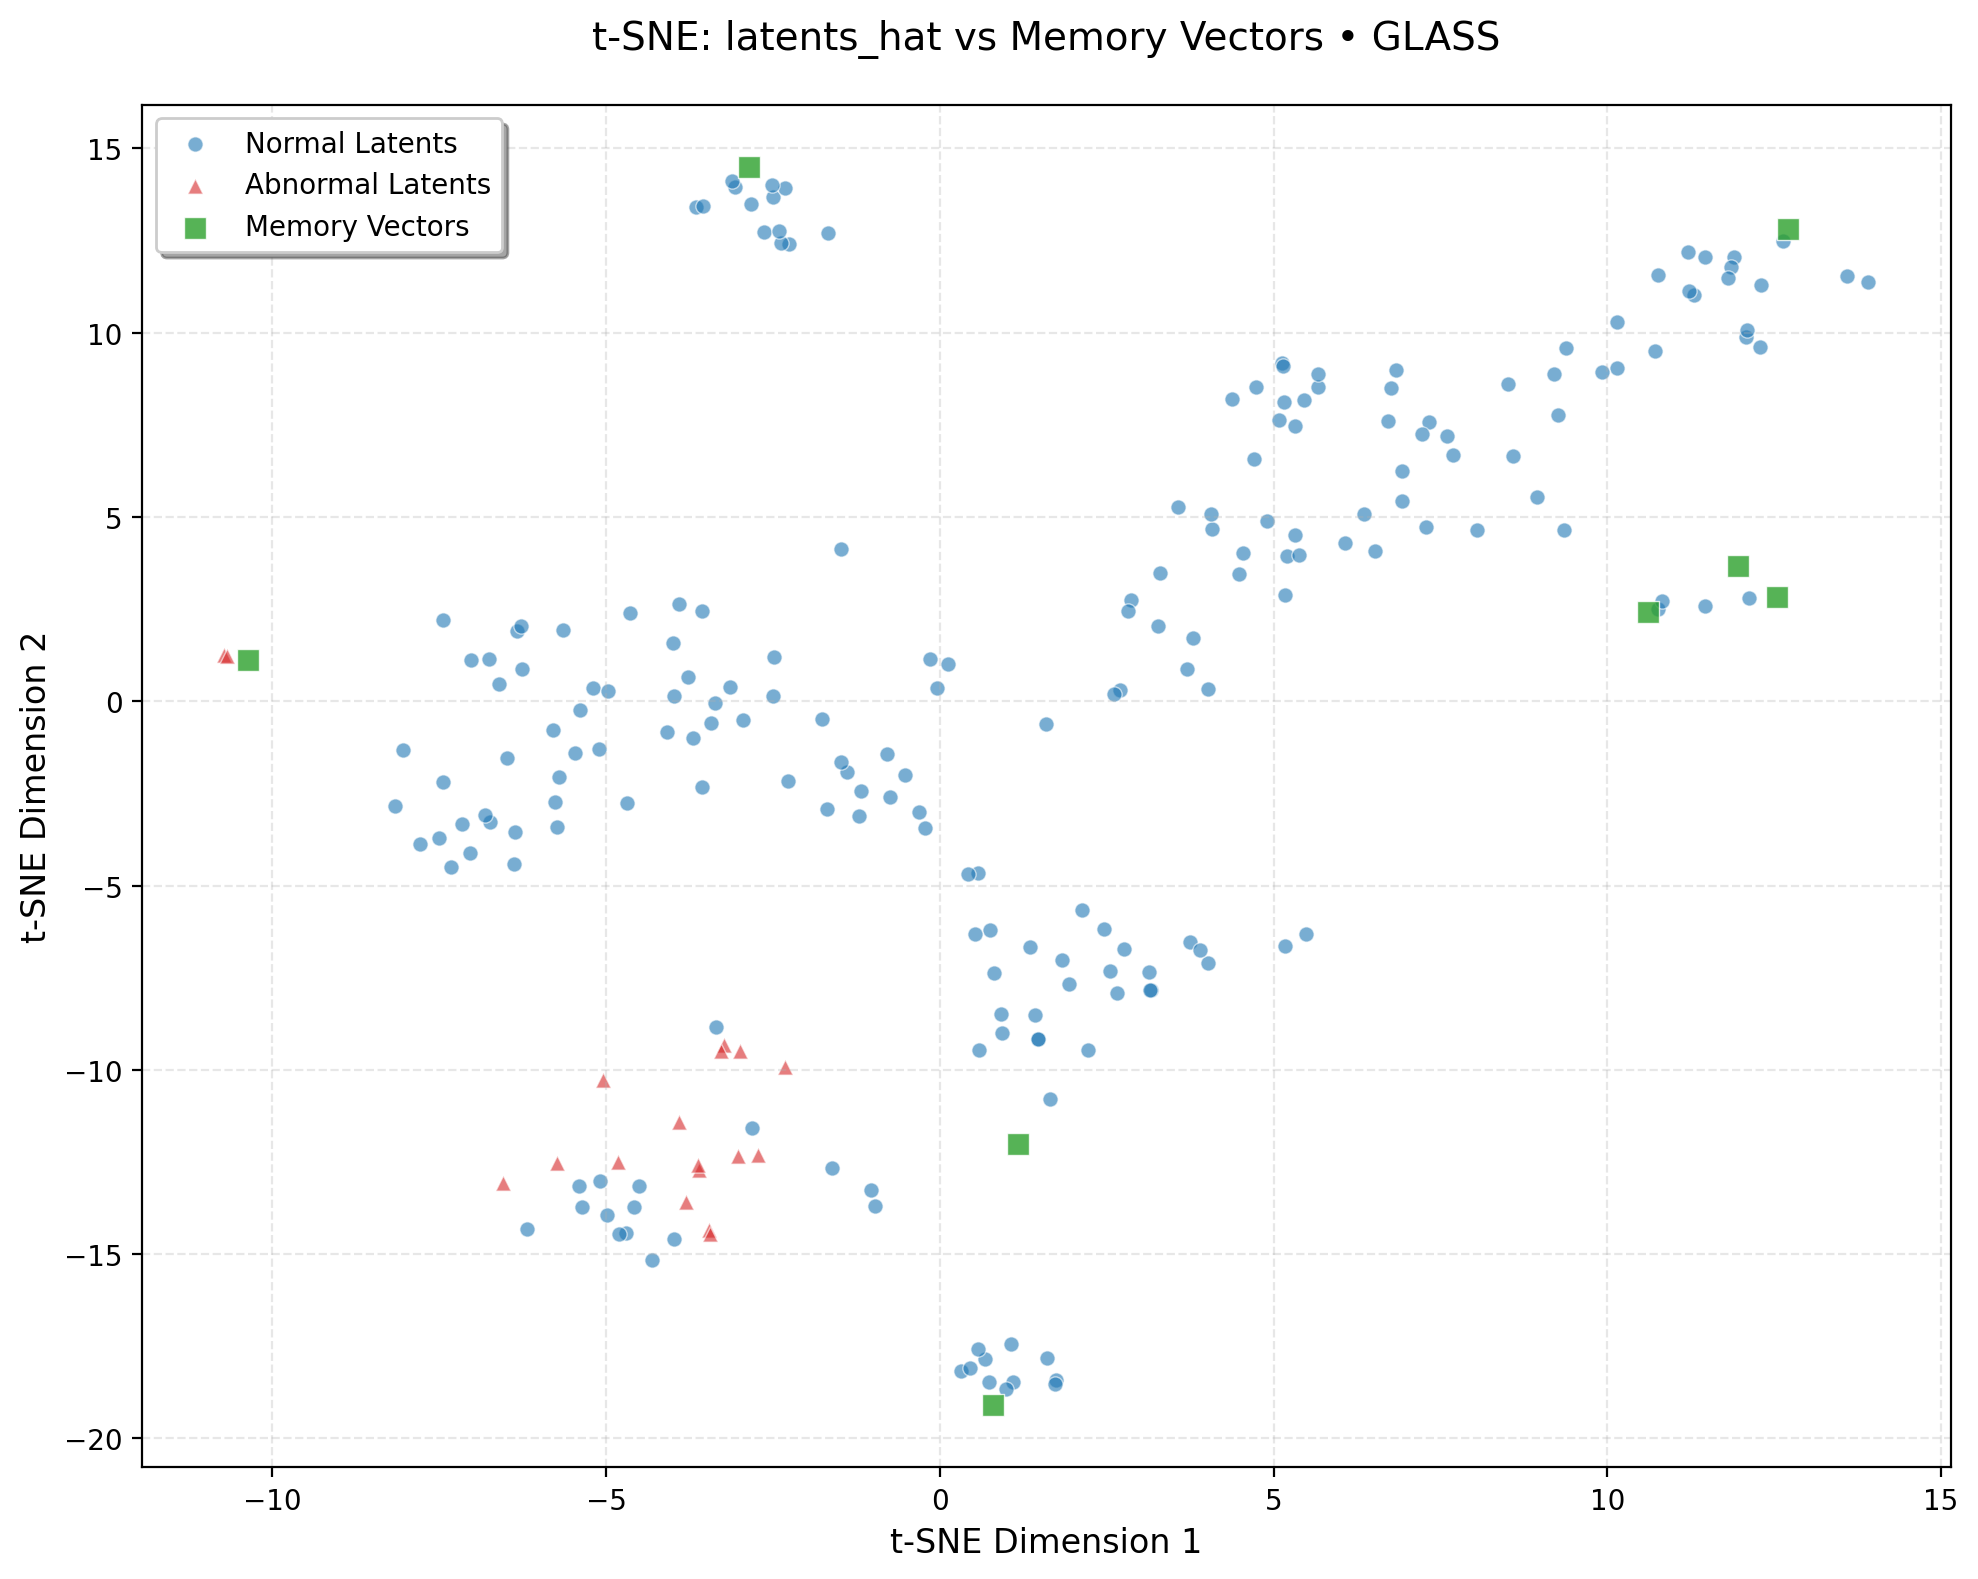 t-SNE: latents_hat vs Memory Vectors • GLASS
Normal Latents
Abnormal Latents
Memory Vectors
t-SNE Dimension 2
15
10
5
0
−5
−10
−15
−20
−10
−5
0
5
10
15
t-SNE Dimension 1